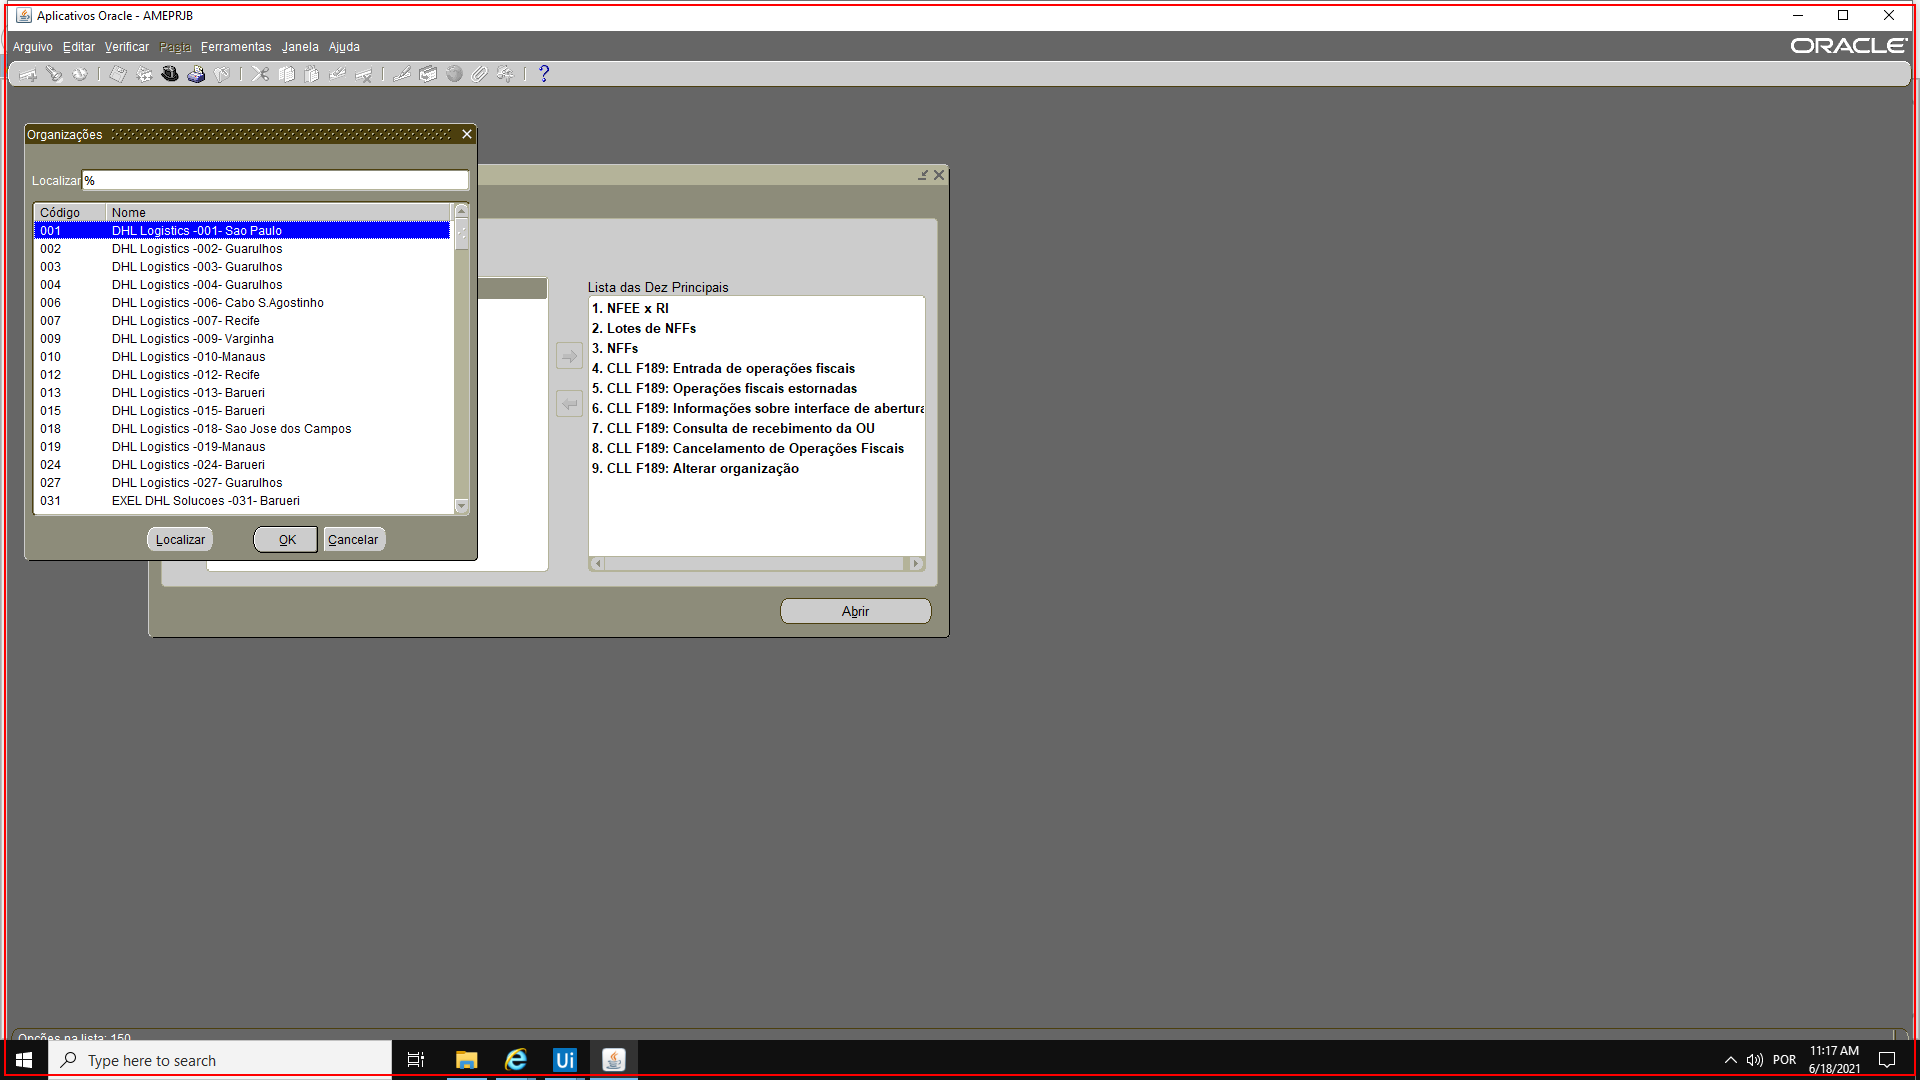 Aplicativos Oracle - AMEPRJB
Arquivo Editar Verificar Pasta Ferramentas Janela Ajuda
ORACLE
Organizações
Localizar %
Código Nome
001 DHL Logistics -001- Sao Paulo
002 DHL Logistics -002- Guarulhos
003 DHL Logistics -003- Guarulhos
004 DHL Logistics -004- Guarulhos
006 DHL Logistics -006- Cabo S.Agostinho
007 DHL Logistics -007- Recife
009 DHL Logistics -009- Varginha
010 DHL Logistics -010-Manaus
012 DHL Logistics -012- Recife
013 DHL Logistics -013- Barueri
015 DHL Logistics -015- Barueri
018 DHL Logistics -018- Sao Jose dos Campos
019 DHL Logistics -019-Manaus
024 DHL Logistics -024- Barueri
027 DHL Logistics -027- Guarulhos
031 EXEL DHL Solucoes -031- Barueri
Localizar OK Cancelar
Lista das Dez Principais
1. NFEE x RI
2. Lotes de NFFs
3. NFFs
4. CLL F189: Entrada de operações fiscais
5. CLL F189: Operações fiscais estornadas
6. CLL F189: Informações sobre interface de abertura
7. CLL F189: Consulta de recebimento da OU
8. CLL F189: Cancelamento de Operações Fiscais
9. CLL F189: Alterar organização
Abrir
Opções na lista: 150
Type here to search
Ui
POR
11:17 AM
6/18/2021